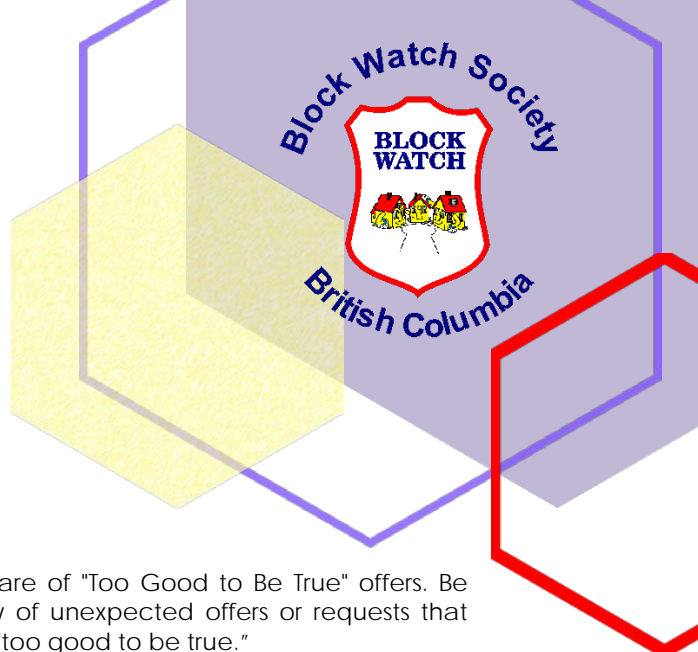 Block Watch Society
BLOCK
WATCH
British Columbia
are of "Too Good to Be True" offers. Be
of unexpected offers or requests that
"too good to be true.”